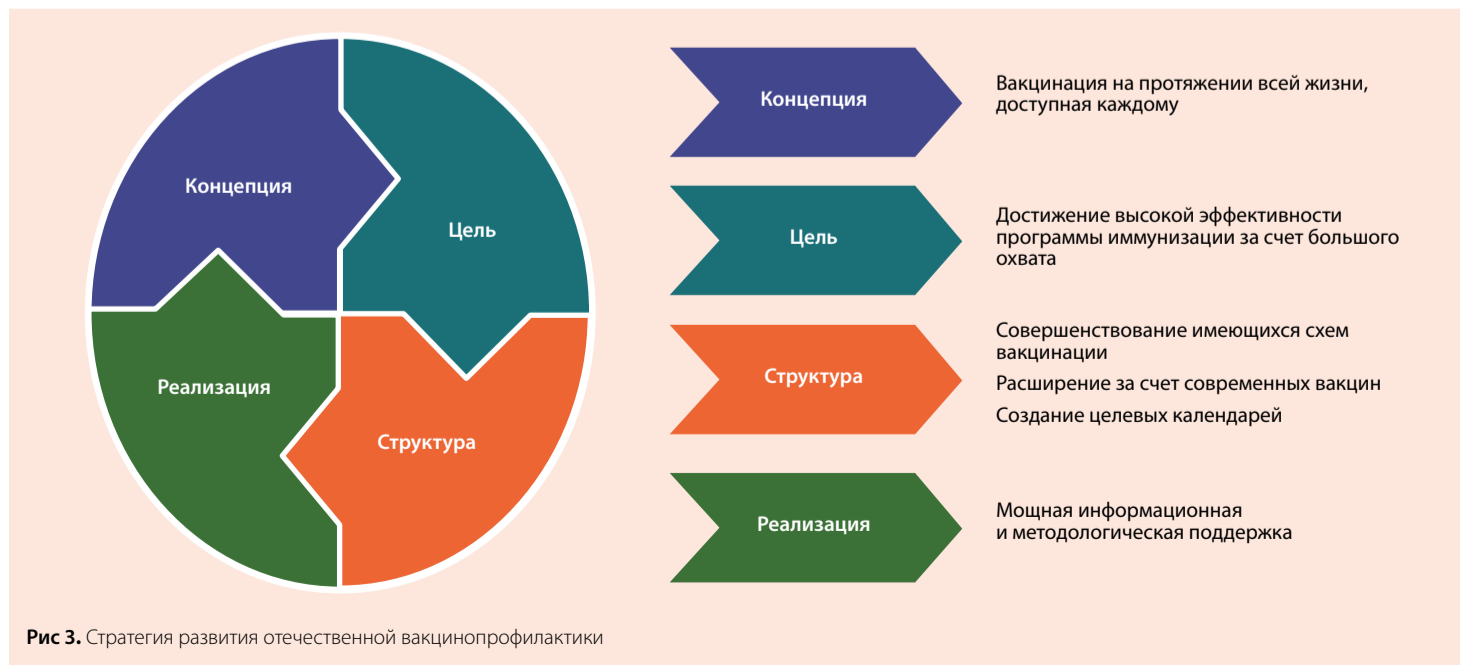 Концепция
Цель
Реализация
Структура
Концепция
Вакцинация на протяжении всей жизни,
доступная каждому
Цель
Достижение высокой эффективности
программы иммунизации за счет большого
охвата
Структура
Совершенствование имеющихся схем
вакцинации
Расширение за счет современных вакцин
Создание целевых календарей
Реализация
Мощная информационная
и методологическая поддержка
Рис 3. Стратегия развития отечественной вакцинопрофилактики